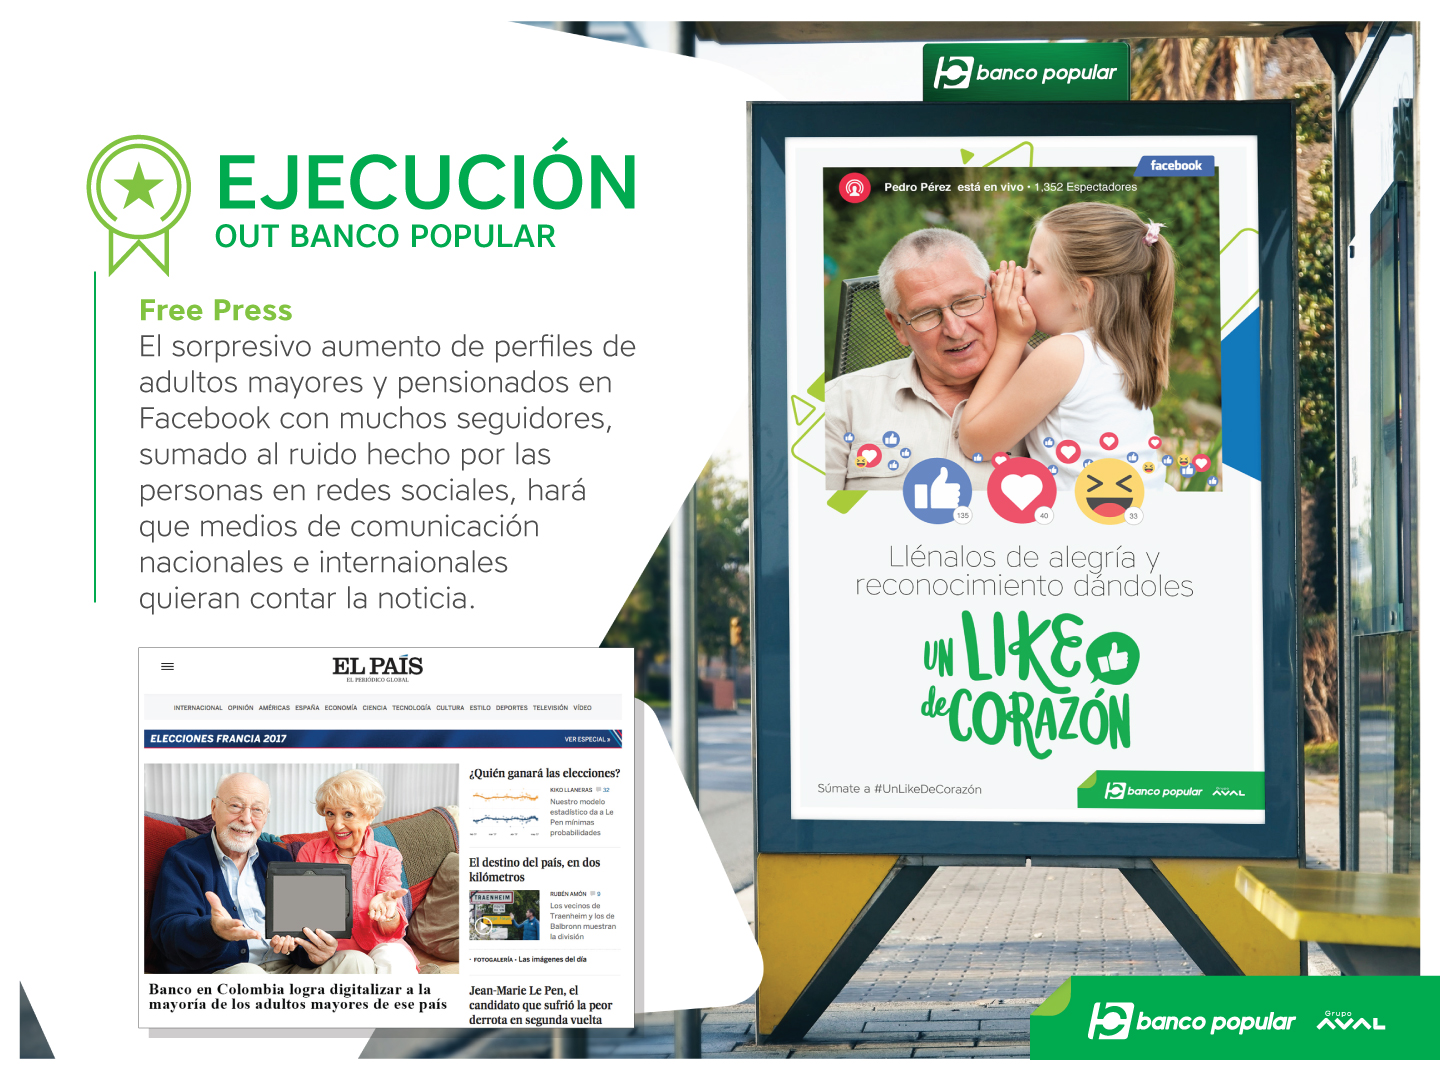 EJECUCIÓN
OUT BANCO POPULAR
Free Press
El sorpresivo aumento de perfiles de
adultos mayores y pensionados en
Facebook con muchos seguidores,
sumado al ruido hecho por las
personas en redes sociales, hará
que medios de comunicación
nacionales e internaionales
quieran contar la noticia.
EL PAÍS
EL PERIÓDICO GLOBAL
INTERNACIONAL OPINIÓN AMÉRICAS ESPAÑA ECONOMÍA CIENCIA TECNOLOGÍA CULTURA ESTILO DEPORTES TELEVISIÓN VÍDEO
ELECCIONES FRANCIA 2017
VER ESPECIAL »
Banco en Colombia logra digitalizar a la
mayoría de los adultos mayores de ese país
¿Quién ganará las elecciones?
KIKO LLANERAS 32
Nuestro modelo
estadístico da a Le
Pen mínimas
probabilidades
El destino del país, en dos
kilómetros
TRAENHEIM
RUBÉN AMÓN 9
Los vecinos de
Traenheim y los de
Balbronn muestran
la división
· FOTOGALERÍA · Las imágenes del día
Jean-Marie Le Pen, el
candidato que sufrió la peor
derrota en segunda vuelta
banco popular
facebook
Pedro Pérez está en vivo · 1,352 Espectadores
135
40
33
Llénalos de alegría y
reconocimiento dándoles
UN LIKE
de CORAZÓN
Súmate a #UnLikeDeCorazón
banco popular
Grupo
AVAL
banco popular
Grupo
AVAL